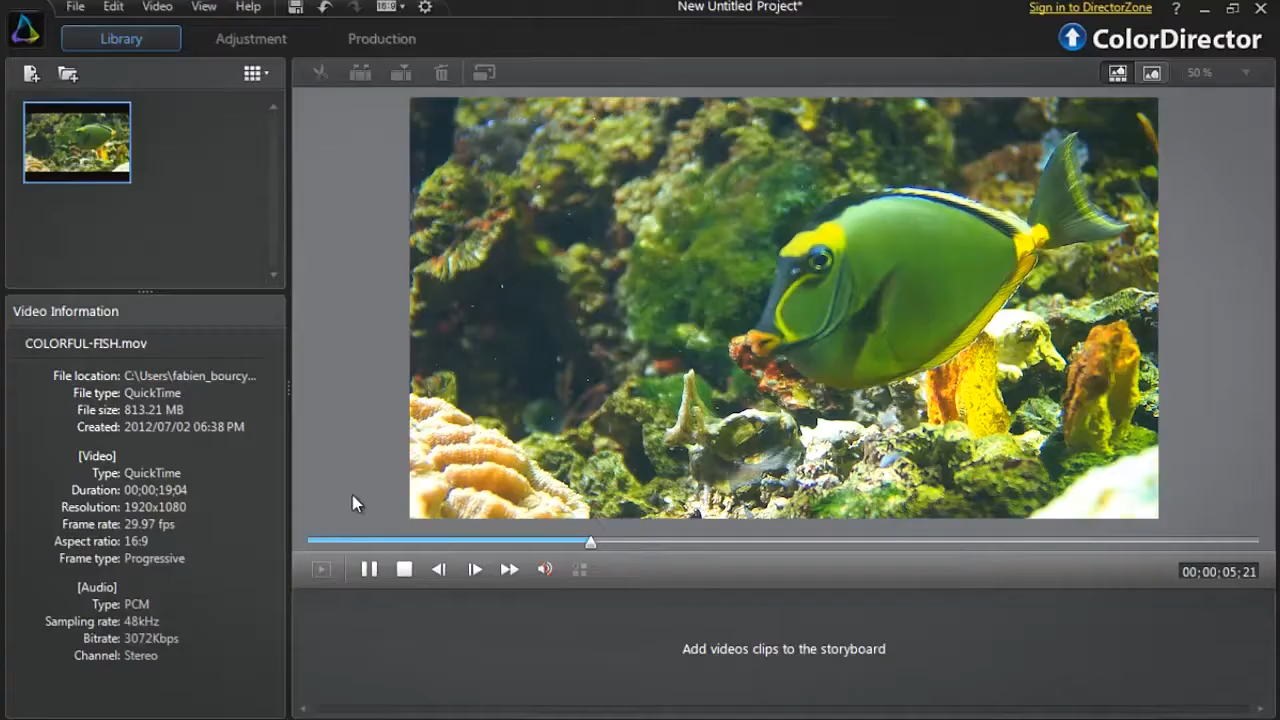 File Edit Video View Help 16:9 New Untitled Project* Sign in to DirectorZone ?
Library Adjustment Production ColorDirector
50 %
Video Information
COLORFUL-FISH.mov
File location: C:\Users\fabien_bourcy...
File type: QuickTime
File size: 813.21 MB
Created: 2012/07/02 06:38 PM
[Video]
Type: QuickTime
Duration: 00;00;19;04
Resolution: 1920x1080
Frame rate: 29.97 fps
Aspect ratio: 16:9
Frame type: Progressive
[Audio]
Type: PCM
Sampling rate: 48kHz
Bitrate: 3072Kbps
Channel: Stereo
00;00;05;21
Add videos clips to the storyboard